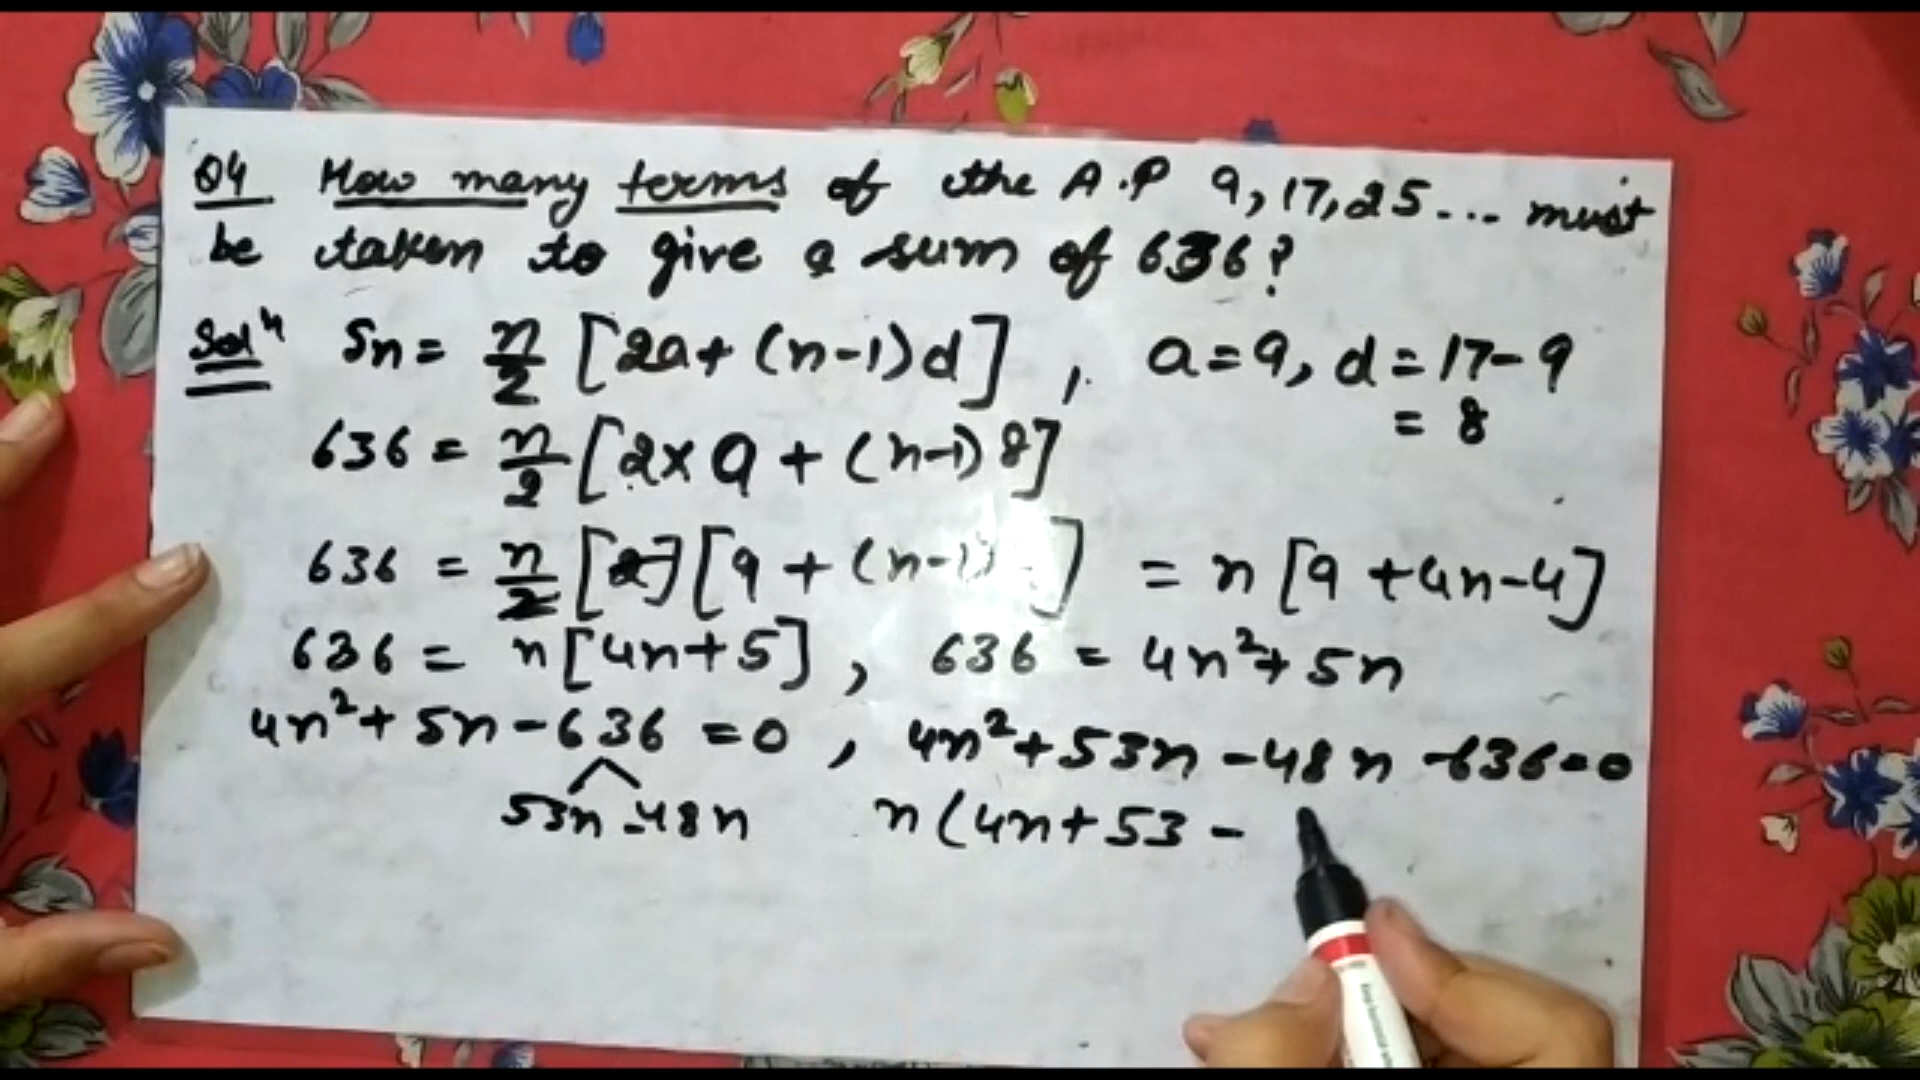 Q4 How many terms of the A.P 9, 17, 25... must
be taken to give a sum of 636?
Solⁿ Sn = n/2 [2a + (n-1)d] , a = 9, d = 17 - 9
= 8
636 = n/2 [2 x 9 + (n-1) 8]
636 = n/2 [2] [9 + (n-1) ] = n [9 + 4n - 4]
636 = n [4n + 5] , 636 = 4n² + 5n
4n² + 5n - 636 = 0 , 4n² + 53n - 48n - 636 = 0
53n - 48n n (4n + 53 -